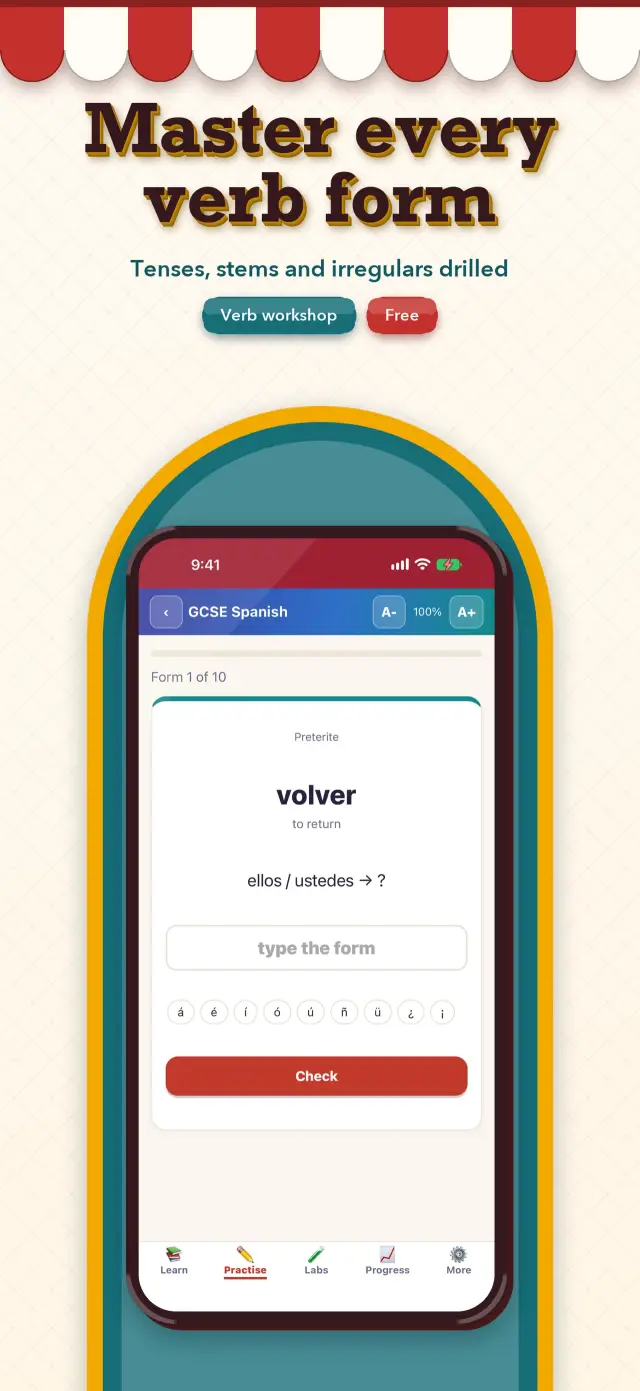 Master every
verb form
Tenses, stems and irregulars drilled
Verb workshop Free
9:41
‹ GCSE Spanish A- 100% A+
Form 1 of 10
Preterite
volver
to return
ellos / ustedes → ?
type the form
á é í ó ú ñ ü ¿ ¡
Check
Learn Practise Labs Progress More